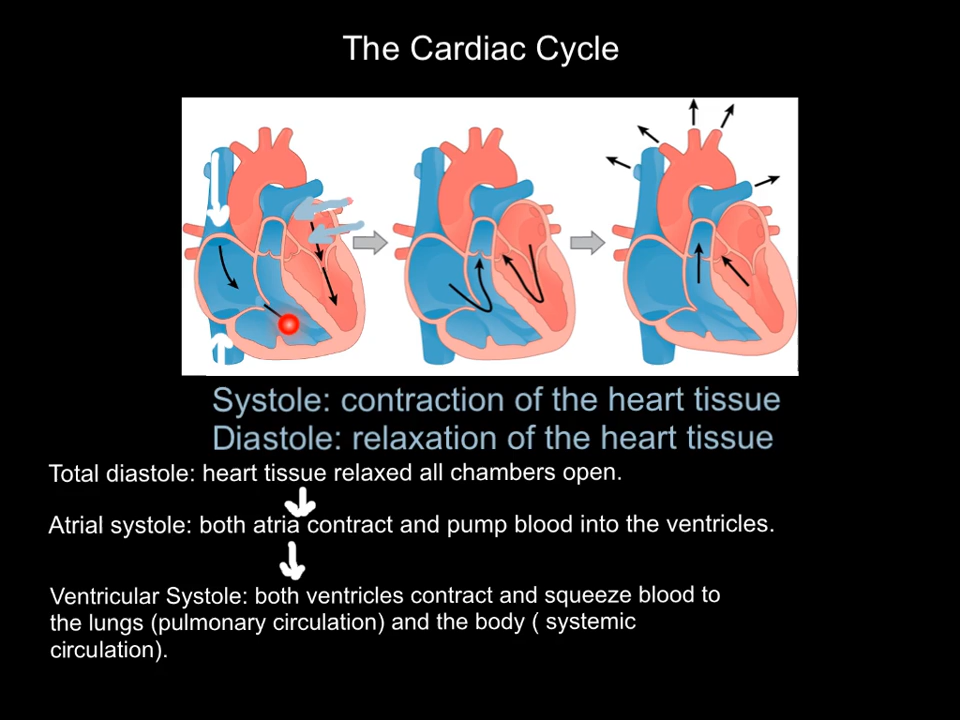 The Cardiac Cycle
Systole: contraction of the heart tissue
Diastole: relaxation of the heart tissue
Total diastole: heart tissue relaxed all chambers open.
Atrial systole: both atria contract and pump blood into the ventricles.
Ventricular Systole: both ventricles contract and squeeze blood to
the lungs (pulmonary circulation) and the body ( systemic
circulation).